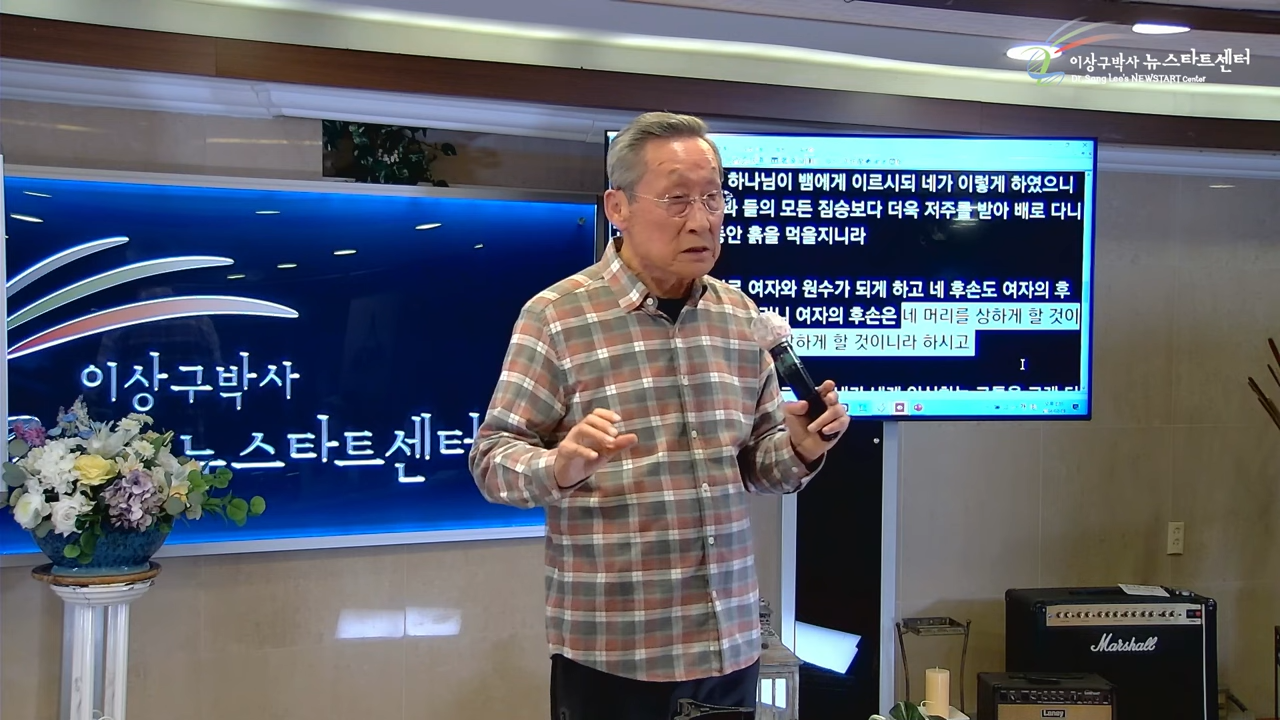 이상구박사 뉴스타트센터
Dr. Sang Lee's NEWSTART Center
하나님이 뱀에게 이르시되 네가 이렇게 하였으니
들의 모든 짐승보다 더욱 저주를 받아 배로 다니
흙을 먹을지니라
여자와 원수가 되게 하고 네 후손도 여자의 후
여자의 후손은 네 머리를 상하게 할 것이
상하게 할 것이니라 하시고
이상구박사
뉴스타트센터
Marshall
Laney